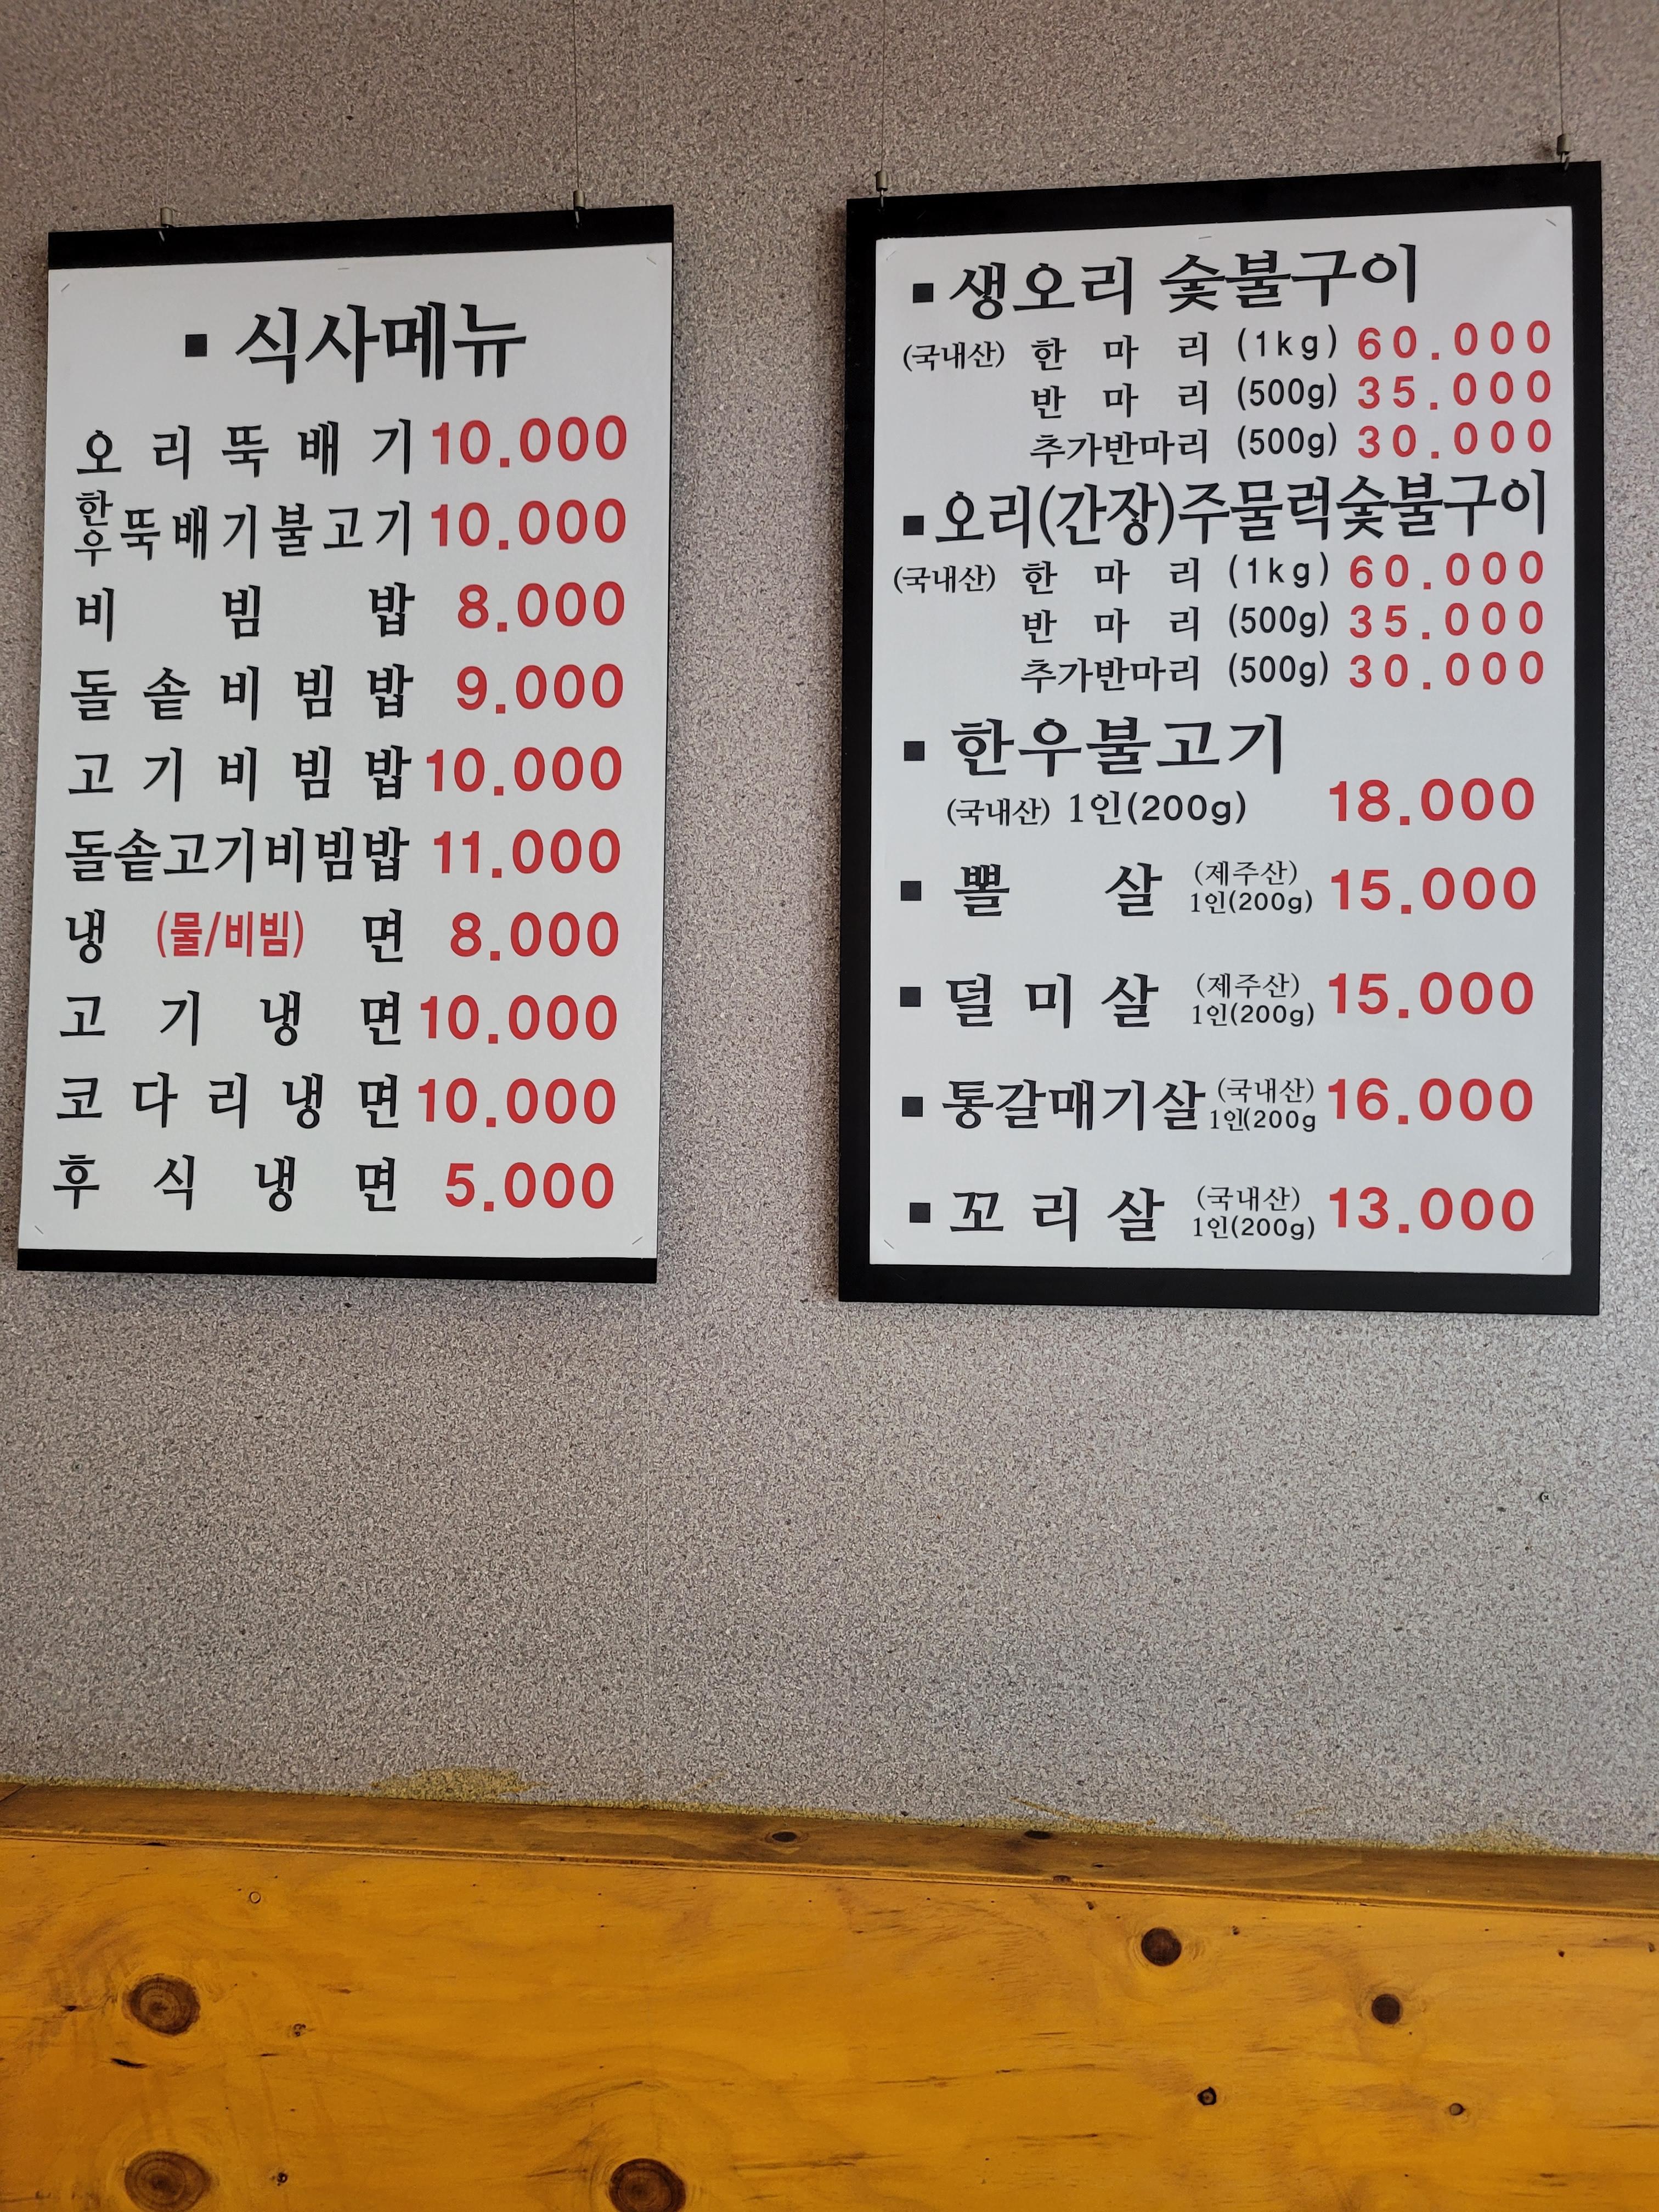 ▪ 식사메뉴
오리뚝배기 10.000
한우뚝배기불고기 10.000
비빔밥 8.000
돌솥비빔밥 9.000
고기비빔밥 10.000
돌솥고기비빔밥 11.000
냉(물/비빔)면 8.000
고기냉면 10.000
코다리냉면 10.000
후식냉면 5.000
▪ 생오리 숯불구이
(국내산) 한마리 (1kg) 60.000
반마리 (500g) 35.000
추가반마리 (500g) 30.000
▪ 오리(간장)주물럭숯불구이
(국내산) 한마리 (1kg) 60.000
반마리 (500g) 35.000
추가반마리 (500g) 30.000
▪ 한우불고기
(국내산) 1인(200g) 18.000
▪ 뽈살 (제주산) 1인(200g) 15.000
▪ 덜미살 (제주산) 1인(200g) 15.000
▪ 통갈매기살 (국내산) 1인(200g 16.000
▪ 꼬리살 (국내산) 1인(200g) 13.000